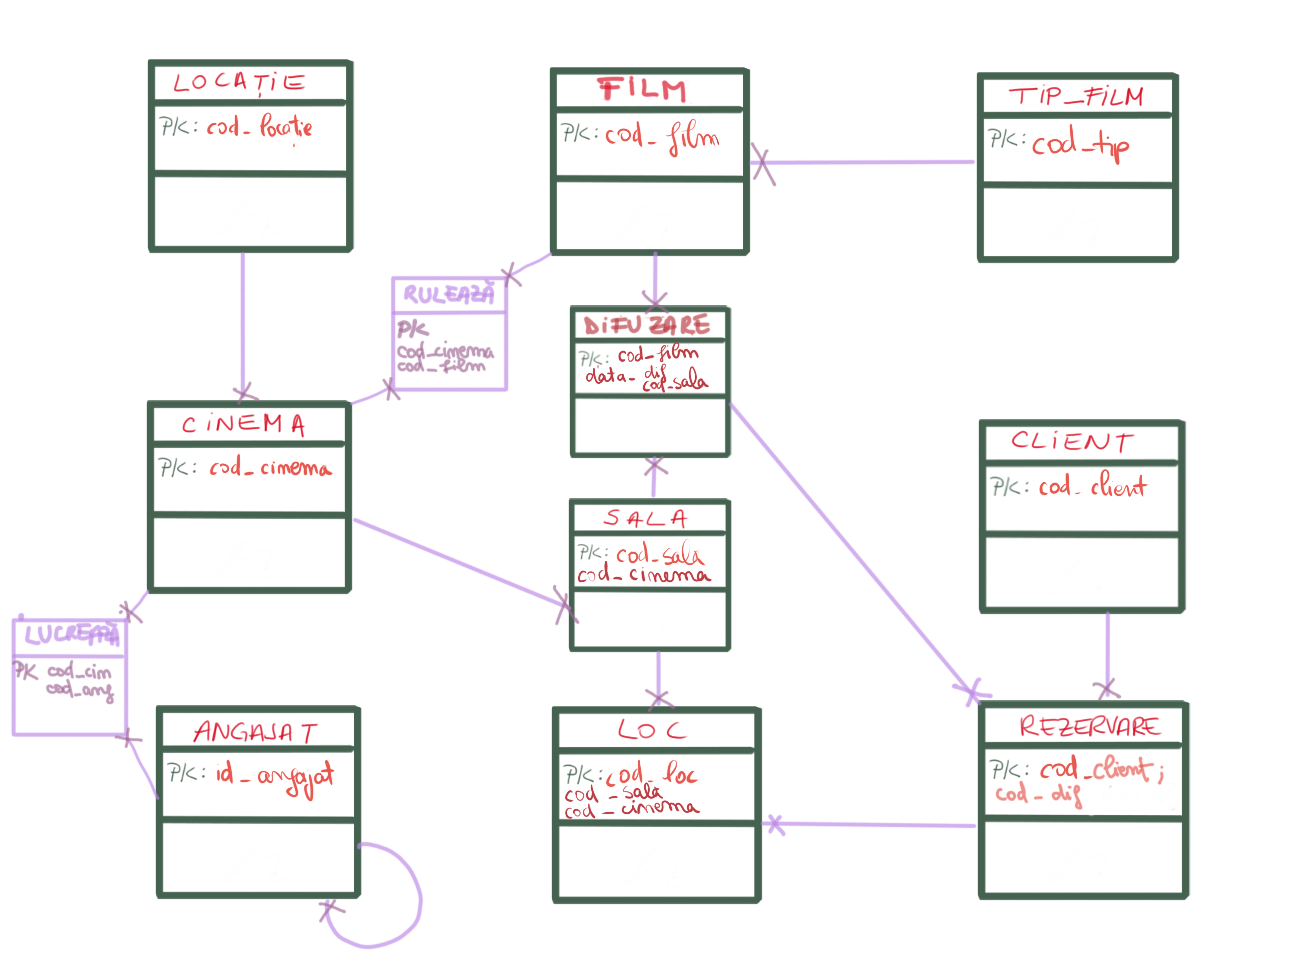 LOCAȚIE
PK: cod_locatie
FILM
PK: cod_film
TIP_FILM
PK: cod_tip
RULEAZĂ
PK
cod_cinema
cod_film
DIFUZARE
PK: cod_film
data_dif
cod_sala
CINEMA
PK: cod_cinema
CLIENT
PK: cod_client
SALA
PK: cod_sala
cod_cinema
LUCREAZĂ
PK cod_cim
cod_ang
ANGAJAT
PK: id_angajat
LOC
PK: cod_loc
cod_sala
cod_cinema
REZERVARE
PK: cod_client;
cod_dif